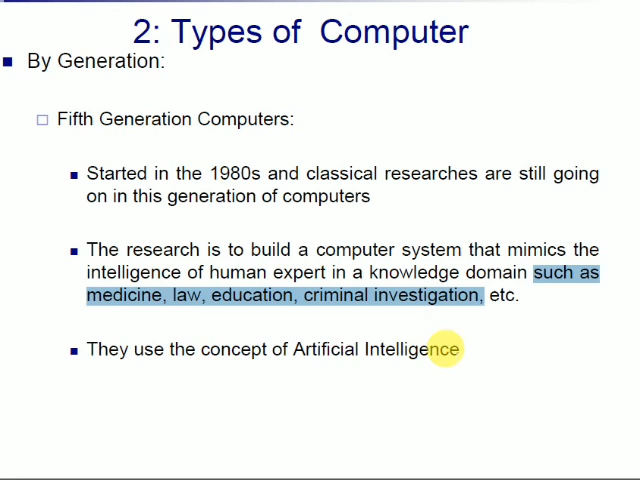 2: Types of Computer
By Generation:
Fifth Generation Computers:
Started in the 1980s and classical researches are still going
on in this generation of computers
The research is to build a computer system that mimics the
intelligence of human expert in a knowledge domain such as
medicine, law, education, criminal investigation, etc.
They use the concept of Artificial Intelligence